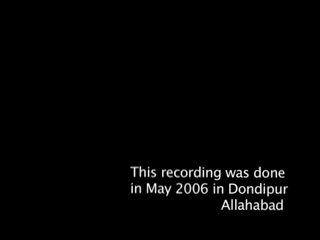 This recording was done
in May 2006 in Dondipur
Allahabad